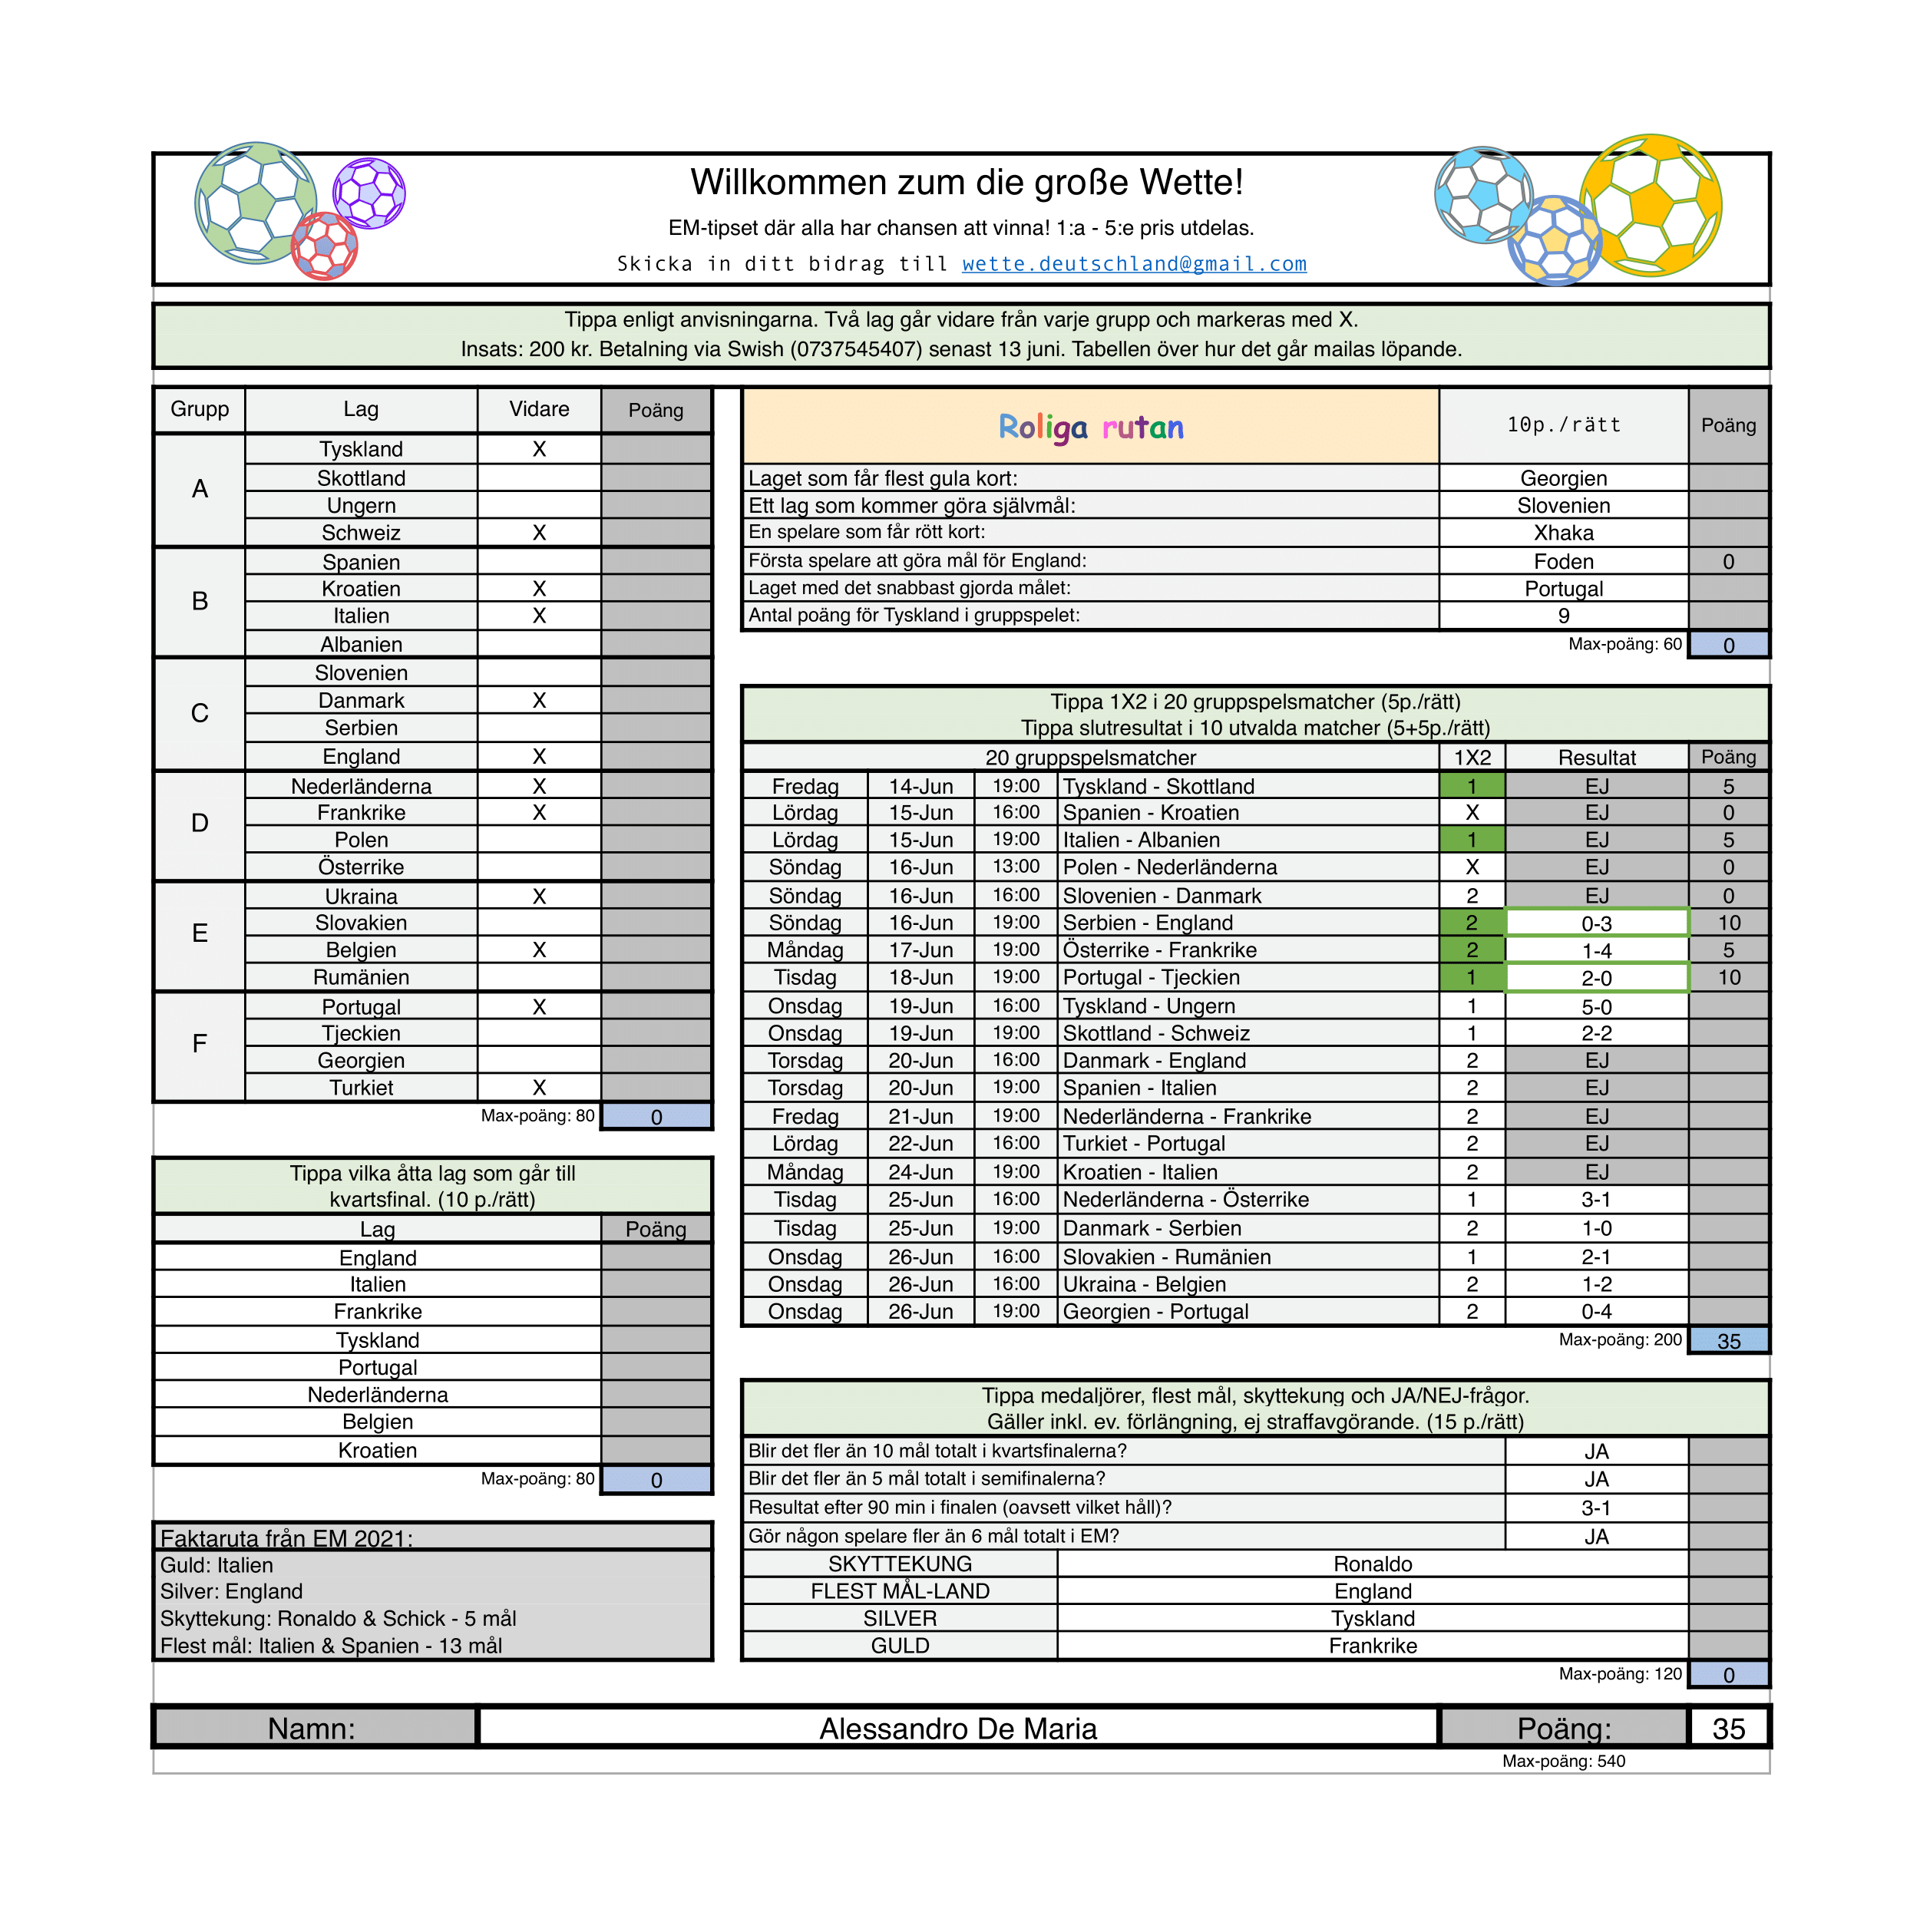 Willkommen zum die große Wette!
EM-tipset där alla har chansen att vinna! 1:a - 5:e pris utdelas.
Skicka in ditt bidrag till wette.deutschland@gmail.com
Tippa enligt anvisningarna. Två lag går vidare från varje grupp och markeras med X.
Insats: 200 kr. Betalning via Swish (0737545407) senast 13 juni. Tabellen över hur det går mailas löpande.
Grupp Lag Vidare Poäng
A
Tyskland X
Skottland
Ungern
Schweiz X
B
Spanien
Kroatien X
Italien X
Albanien
C
Slovenien
Danmark X
Serbien
England X
D
Nederländerna X
Frankrike X
Polen
Österrike
E
Ukraina X
Slovakien
Belgien X
Rumänien
F
Portugal X
Tjeckien
Georgien
Turkiet X
Max-poäng: 80 0
Tippa vilka åtta lag som går till
kvartsfinal. (10 p./rätt)
Lag Poäng
England
Italien
Frankrike
Tyskland
Portugal
Nederländerna
Belgien
Kroatien
Max-poäng: 80 0
Faktaruta från EM 2021:
Guld: Italien
Silver: England
Skyttekung: Ronaldo & Schick - 5 mål
Flest mål: Italien & Spanien - 13 mål
Roliga rutan 10p./rätt Poäng
Laget som får flest gula kort: Georgien
Ett lag som kommer göra självmål: Slovenien
En spelare som får rött kort: Xhaka
Första spelare att göra mål för England: Foden 0
Laget med det snabbast gjorda målet: Portugal
Antal poäng för Tyskland i gruppspelet: 9
Max-poäng: 60 0
Tippa 1X2 i 20 gruppspelsmatcher (5p./rätt)
Tippa slutresultat i 10 utvalda matcher (5+5p./rätt)
20 gruppspelsmatcher 1X2 Resultat Poäng
Fredag 14-Jun 19:00 Tyskland - Skottland 1 EJ 5
Lördag 15-Jun 16:00 Spanien - Kroatien X EJ 0
Lördag 15-Jun 19:00 Italien - Albanien 1 EJ 5
Söndag 16-Jun 13:00 Polen - Nederländerna X EJ 0
Söndag 16-Jun 16:00 Slovenien - Danmark 2 EJ 0
Söndag 16-Jun 19:00 Serbien - England 2 0-3 10
Måndag 17-Jun 19:00 Österrike - Frankrike 2 1-4 5
Tisdag 18-Jun 19:00 Portugal - Tjeckien 1 2-0 10
Onsdag 19-Jun 16:00 Tyskland - Ungern 1 5-0
Onsdag 19-Jun 19:00 Skottland - Schweiz 1 2-2
Torsdag 20-Jun 16:00 Danmark - England 2 EJ
Torsdag 20-Jun 19:00 Spanien - Italien 2 EJ
Fredag 21-Jun 19:00 Nederländerna - Frankrike 2 EJ
Lördag 22-Jun 16:00 Turkiet - Portugal 2 EJ
Måndag 24-Jun 19:00 Kroatien - Italien 2 EJ
Tisdag 25-Jun 16:00 Nederländerna - Österrike 1 3-1
Tisdag 25-Jun 19:00 Danmark - Serbien 2 1-0
Onsdag 26-Jun 16:00 Slovakien - Rumänien 1 2-1
Onsdag 26-Jun 16:00 Ukraina - Belgien 2 1-2
Onsdag 26-Jun 19:00 Georgien - Portugal 2 0-4
Max-poäng: 200 35
Tippa medaljörer, flest mål, skyttekung och JA/NEJ-frågor.
Gäller inkl. ev. förlängning, ej straffavgörande. (15 p./rätt)
Blir det fler än 10 mål totalt i kvartsfinalerna? JA
Blir det fler än 5 mål totalt i semifinalerna? JA
Resultat efter 90 min i finalen (oavsett vilket håll)? 3-1
Gör någon spelare fler än 6 mål totalt i EM? JA
SKYTTEKUNG Ronaldo
FLEST MÅL-LAND England
SILVER Tyskland
GULD Frankrike
Max-poäng: 120 0
Namn: Alessandro De Maria Poäng: 35
Max-poäng: 540